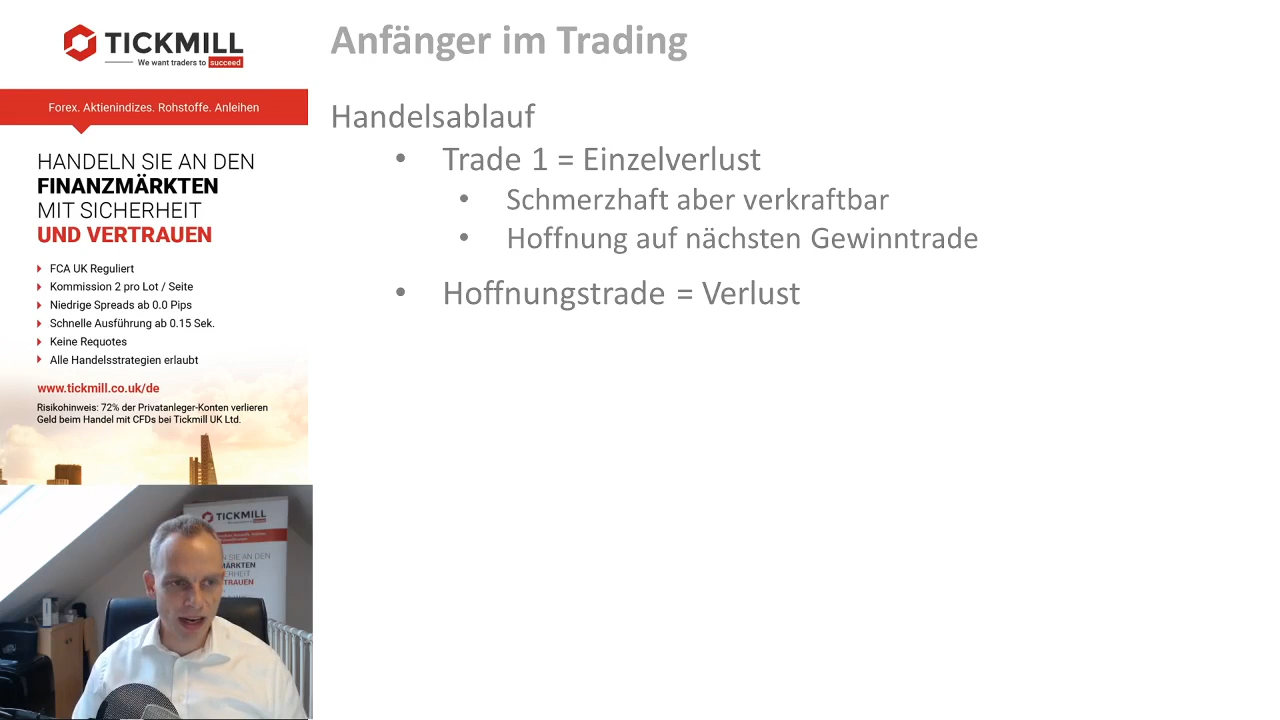 TICKMILL
We want traders to succeed
Forex. Aktienindizes. Rohstoffe. Anleihen
HANDELN SIE AN DEN
FINANZMÄRKTEN
MIT SICHERHEIT
UND VERTRAUEN
FCA UK Reguliert
Kommission 2 pro Lot / Seite
Niedrige Spreads ab 0.0 Pips
Schnelle Ausführung ab 0.15 Sek.
Keine Requotes
Alle Handelsstrategien erlaubt
www.tickmill.co.uk/de
Risikohinweis: 72% der Privatanleger-Konten verlieren
Geld beim Handel mit CFDs bei Tickmill UK Ltd.
Anfänger im Trading
Handelsablauf
• Trade 1 = Einzelverlust
• Schmerzhaft aber verkraftbar
• Hoffnung auf nächsten Gewinntrade
• Hoffnungstrade = Verlust
TICKMILL
SIE AN DEN
MÄRKTEN